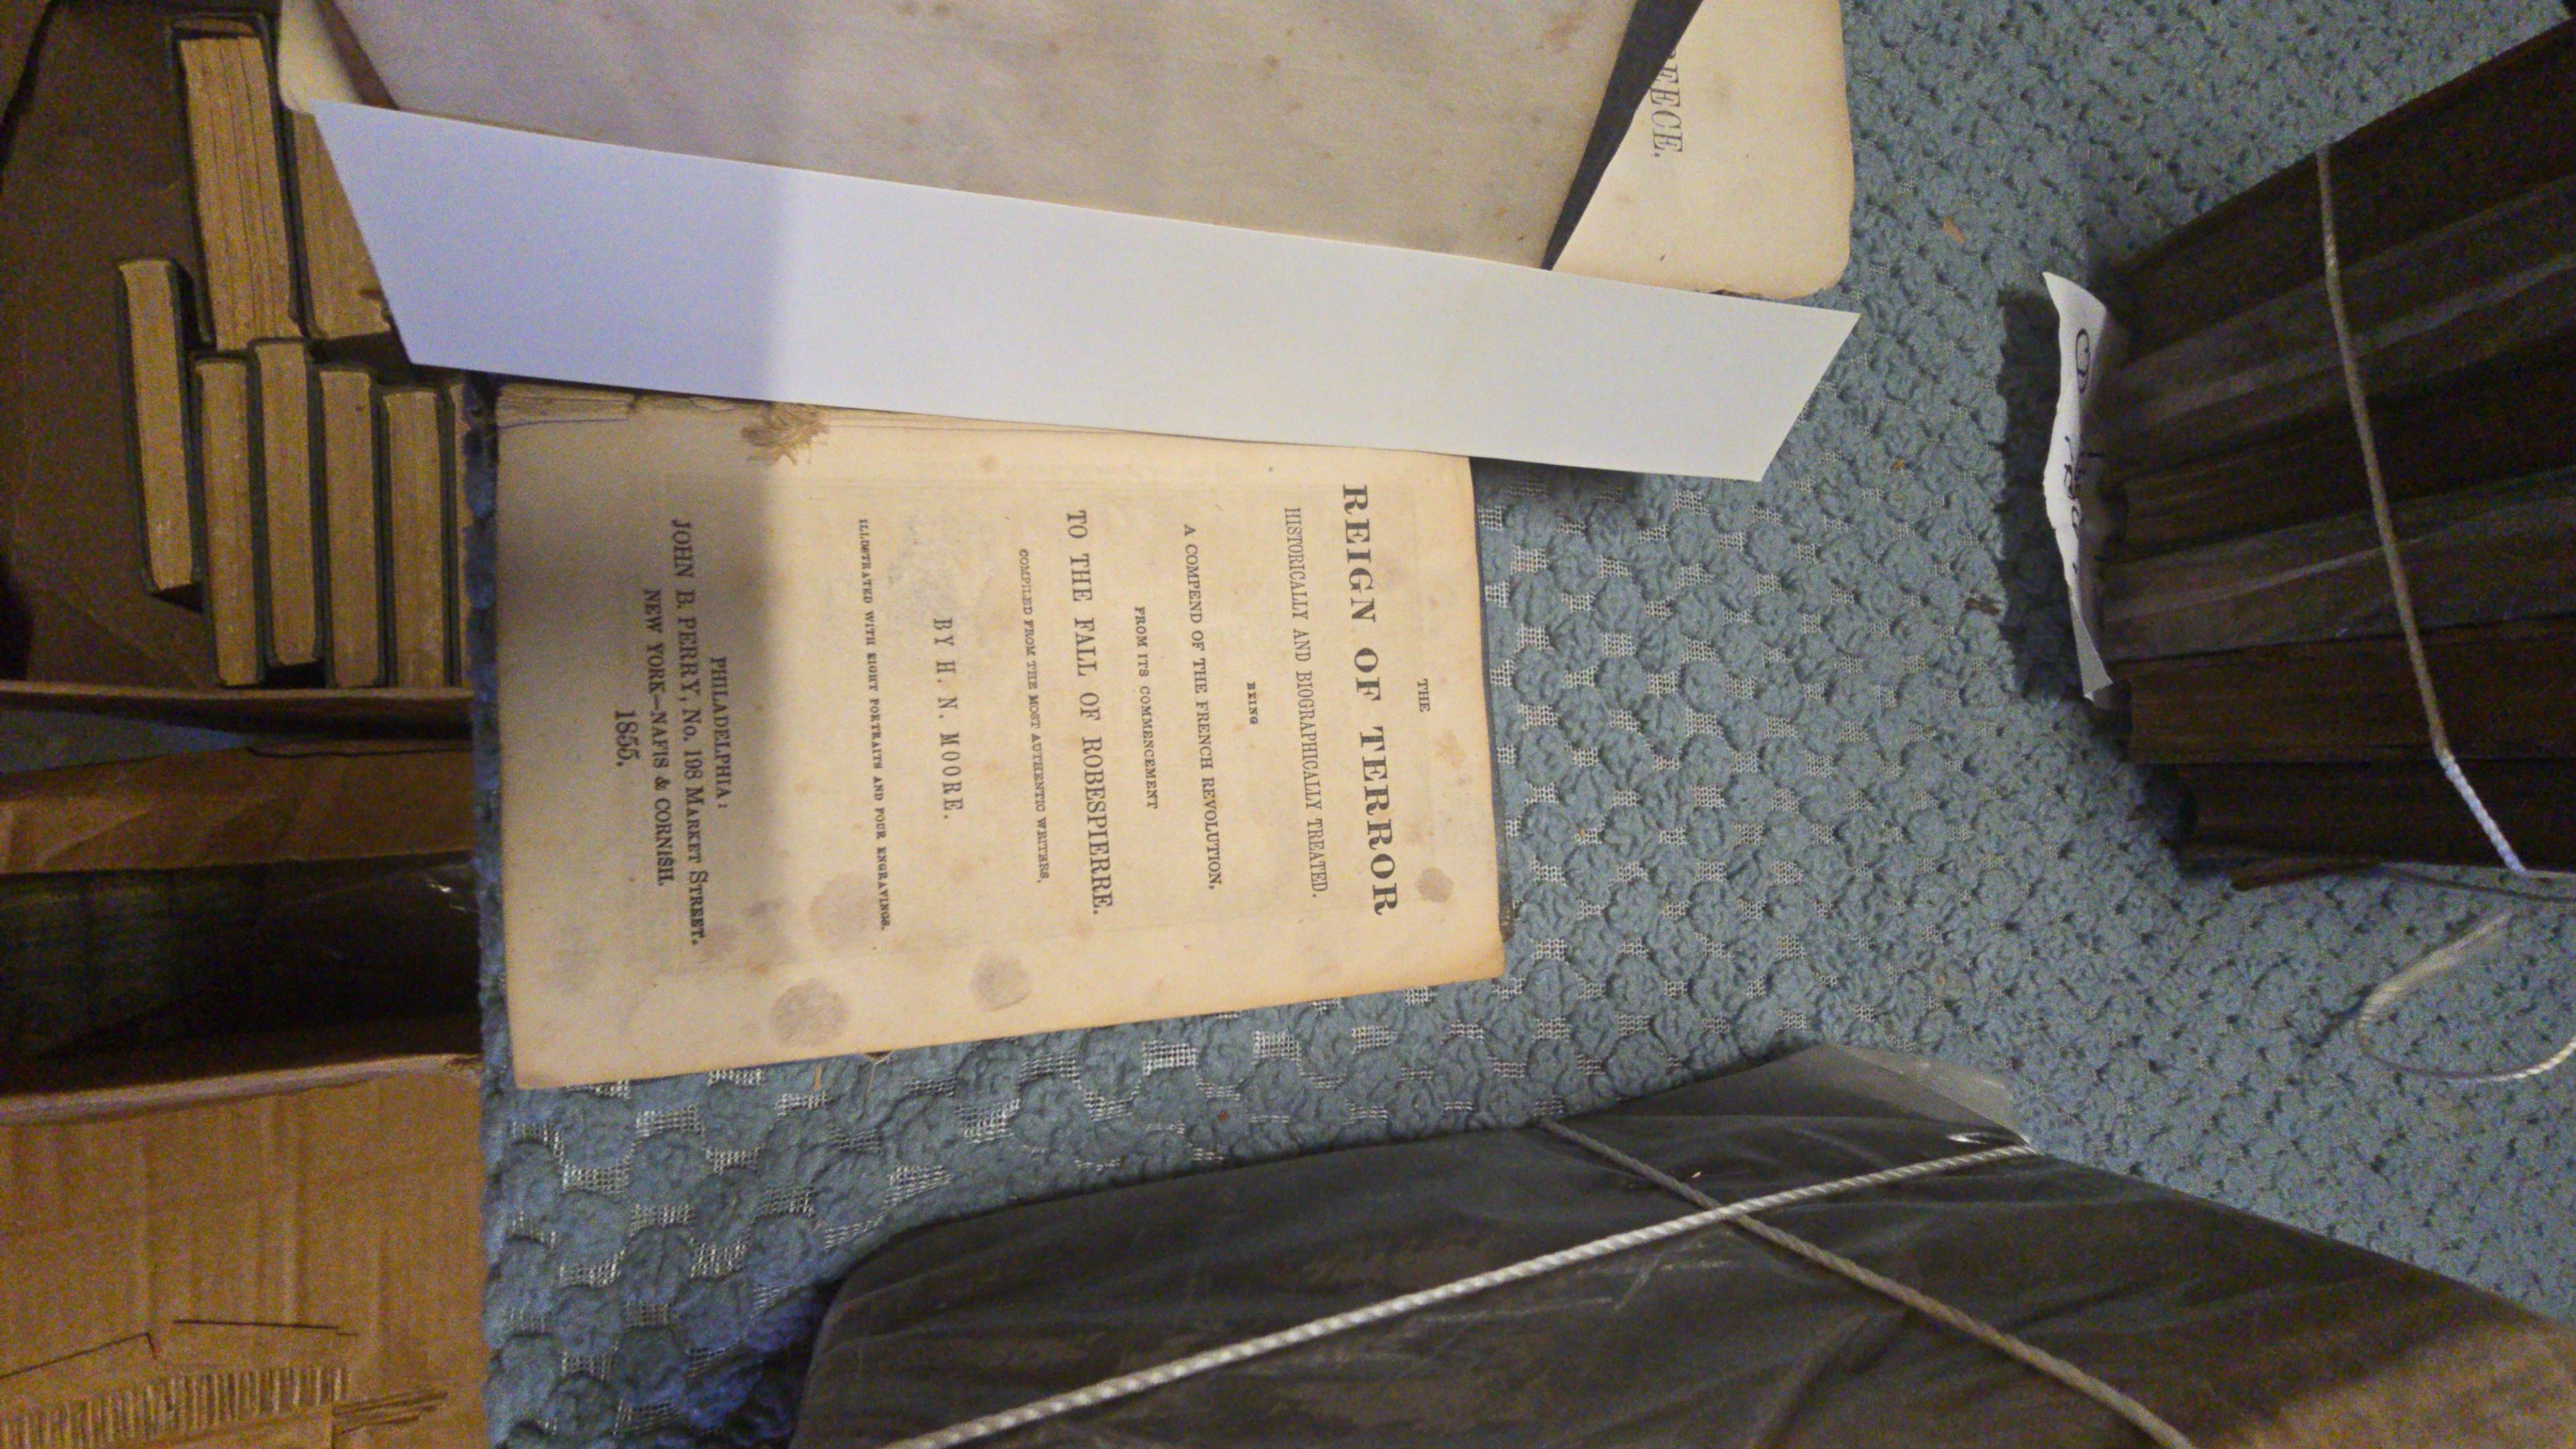 THE
REIGN OF TERROR
HISTORICALLY AND BIOGRAPHICALLY TREATED.
BEING
A COMPEND OF THE FRENCH REVOLUTION,
FROM ITS COMMENCEMENT
TO THE FALL OF ROBESPIERRE.
COMPILED FROM THE MOST AUTHENTIC WRITERS,
BY H. N. MOORE.
ILLUSTRATED WITH EIGHT PORTRAITS AND FOUR ENGRAVINGS.
PHILADELPHIA:
JOHN B. PERRY, No. 198 MARKET STREET.
NEW YORK—NAFIS & CORNISH.
1855.